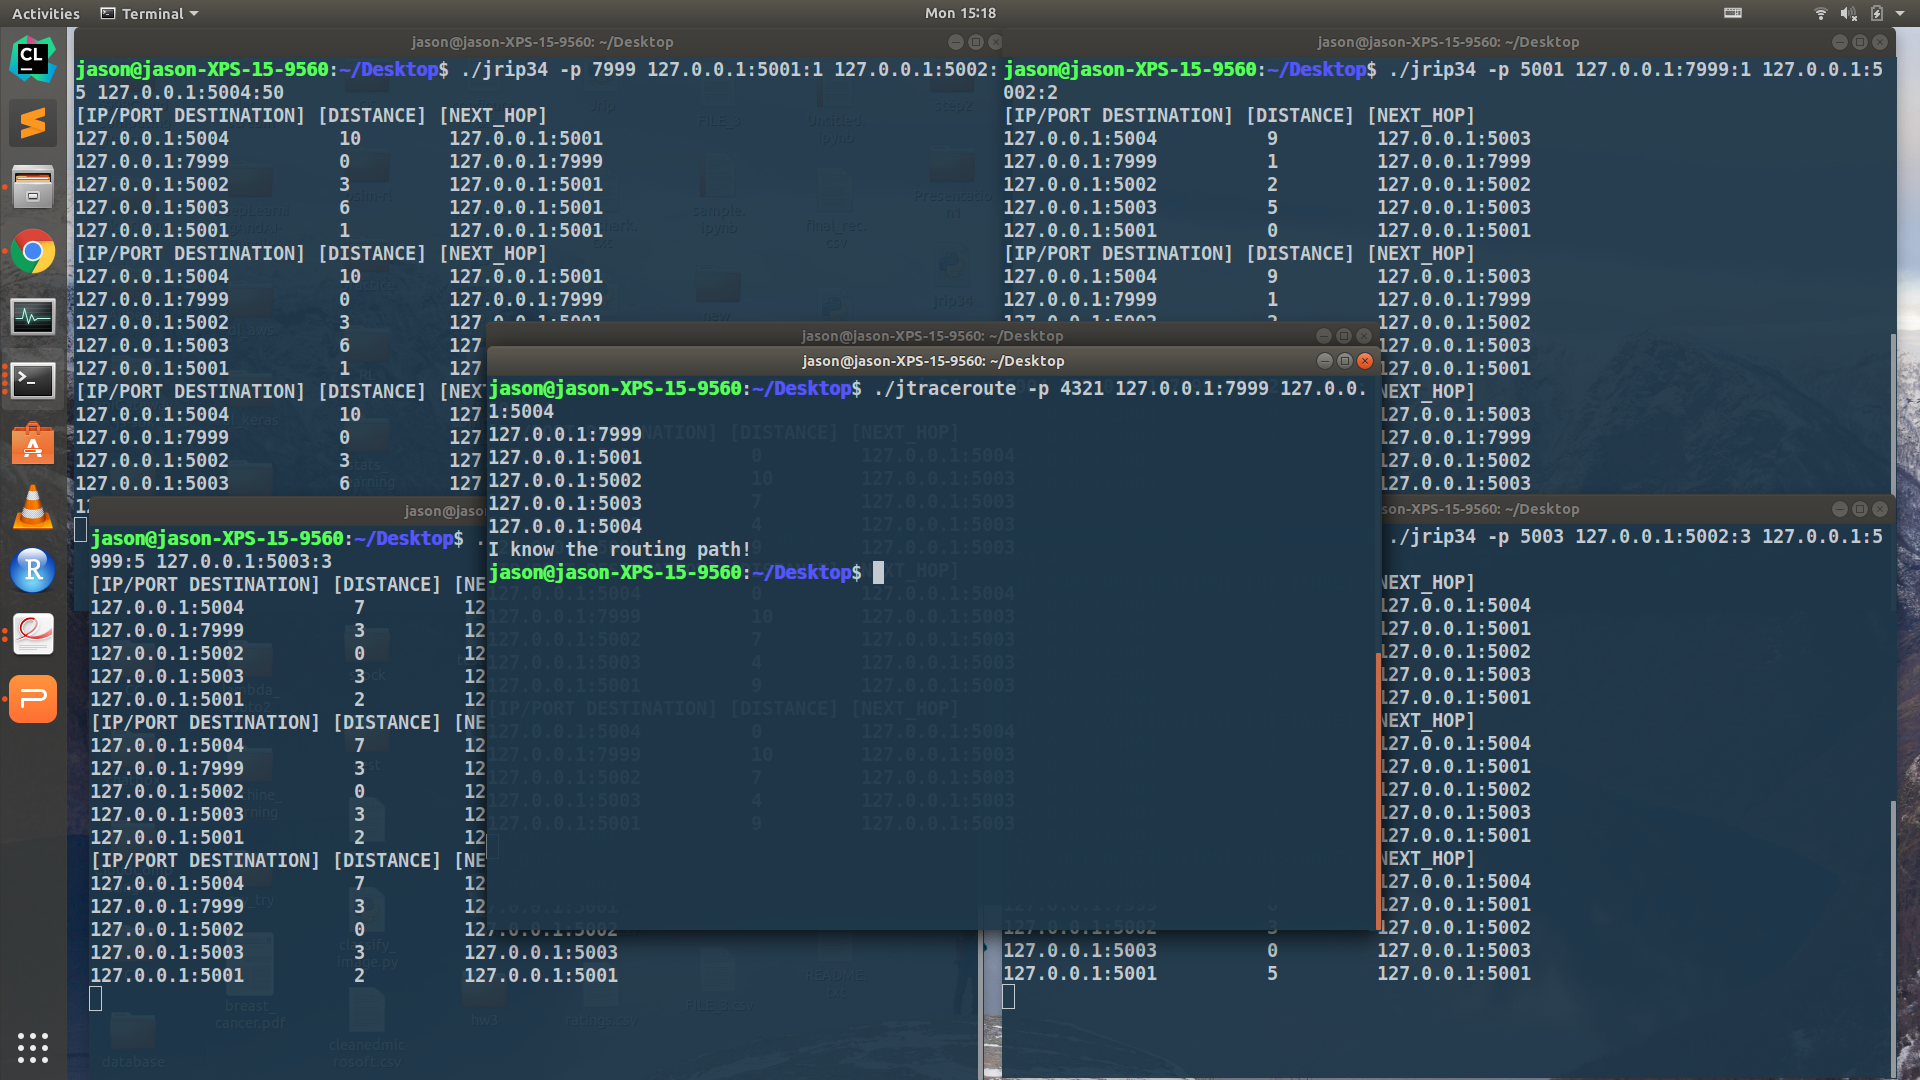 Activities
Terminal
Mon 15:18
jason@jason-XPS-15-9560: ~/Desktop
jason@jason-XPS-15-9560:~/Desktop$ ./jrip34 -p 7999 127.0.0.1:5001:1 127.0.0.1:5002:
5 127.0.0.1:5004:50
[IP/PORT DESTINATION] [DISTANCE] [NEXT_HOP]
127.0.0.1:5004 10 127.0.0.1:5001
127.0.0.1:7999 0 127.0.0.1:7999
127.0.0.1:5002 3 127.0.0.1:5001
127.0.0.1:5003 6 127.0.0.1:5001
127.0.0.1:5001 1 127.0.0.1:5001
[IP/PORT DESTINATION] [DISTANCE] [NEXT_HOP]
127.0.0.1:5004 10 127.0.0.1:5001
127.0.0.1:7999 0 127.0.0.1:7999
127.0.0.1:5002 3 127
127.0.0.1:5003 6 127
127.0.0.1:5001 1 127
[IP/PORT DESTINATION] [DISTANCE] [NEX
127.0.0.1:5004 10 127
127.0.0.1:7999 0 127
127.0.0.1:5002 3 127
127.0.0.1:5003 6 127
jason@jason-XPS-15-9560: ~/Desktop
jason@jason-XPS-15-9560:~/Desktop$ ./jrip34 -p 5001 127.0.0.1:7999:1 127.0.0.1:5
002:2
[IP/PORT DESTINATION] [DISTANCE] [NEXT_HOP]
127.0.0.1:5004 9 127.0.0.1:5003
127.0.0.1:7999 1 127.0.0.1:7999
127.0.0.1:5002 2 127.0.0.1:5002
127.0.0.1:5003 5 127.0.0.1:5003
127.0.0.1:5001 0 127.0.0.1:5001
[IP/PORT DESTINATION] [DISTANCE] [NEXT_HOP]
127.0.0.1:5004 9 127.0.0.1:5003
127.0.0.1:7999 1 127.0.0.1:7999
127.0.0.1:5002
127.0.0.1:5003
127.0.0.1:5001
NEXT_HOP]
127.0.0.1:5003
127.0.0.1:7999
127.0.0.1:5002
127.0.0.1:5003
jason@jason-XPS-15-9560: ~/Desktop
jason@jason-XPS-15-9560: ~/Desktop
jason@jason-XPS-15-9560:~/Desktop$ ./jtraceroute -p 4321 127.0.0.1:7999 127.0.0.
1:5004
127.0.0.1:7999
127.0.0.1:5001
127.0.0.1:5002
127.0.0.1:5003
127.0.0.1:5004
I know the routing path!
jason@jason-XPS-15-9560:~/Desktop$
jason@jaso
jason@jason-XPS-15-9560:~/Desktop$ .
999:5 127.0.0.1:5003:3
[IP/PORT DESTINATION] [DISTANCE] [NE
127.0.0.1:5004 7 12
127.0.0.1:7999 3 12
127.0.0.1:5002 0 12
127.0.0.1:5003 3 12
127.0.0.1:5001 2 12
[IP/PORT DESTINATION] [DISTANCE] [NE
127.0.0.1:5004 7 12
127.0.0.1:7999 3 12
127.0.0.1:5002 0 12
127.0.0.1:5003 3 12
127.0.0.1:5001 2 12
[IP/PORT DESTINATION] [DISTANCE] [NE
127.0.0.1:5004 7 12
127.0.0.1:7999 3 12
127.0.0.1:5002 0 127.0.0.1:5002
127.0.0.1:5003 3 127.0.0.1:5003
127.0.0.1:5001 2 127.0.0.1:5001
son-XPS-15-9560: ~/Desktop
./jrip34 -p 5003 127.0.0.1:5002:3 127.0.0.1:5
NEXT_HOP]
127.0.0.1:5004
127.0.0.1:5001
127.0.0.1:5002
127.0.0.1:5003
127.0.0.1:5001
NEXT_HOP]
127.0.0.1:5004
127.0.0.1:5001
127.0.0.1:5002
127.0.0.1:5003
127.0.0.1:5001
NEXT_HOP]
127.0.0.1:5004
127.0.0.1:5001
127.0.0.1:5002 3 127.0.0.1:5002
127.0.0.1:5003 0 127.0.0.1:5003
127.0.0.1:5001 5 127.0.0.1:5001